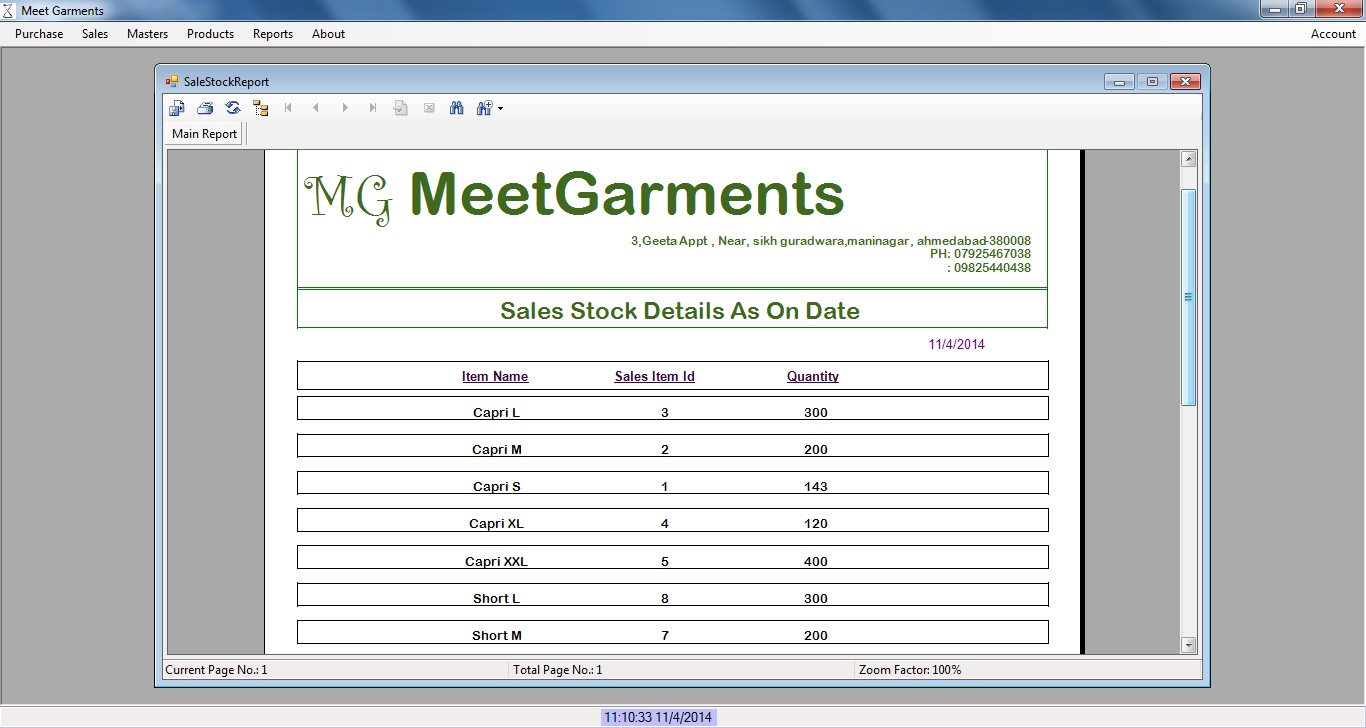 Meet Garments
Purchase Sales Masters Products Reports About Account
SaleStockReport
Main Report
MG MeetGarments
3,Geeta Appt , Near, sikh guradwara,maninagar, ahmedabad-380008
PH: 07925467038
: 09825440438
Sales Stock Details As On Date
11/4/2014
Item Name Sales Item Id Quantity
Capri L 3 300
Capri M 2 200
Capri S 1 143
Capri XL 4 120
Capri XXL 5 400
Short L 8 300
Short M 7 200
Current Page No.: 1 Total Page No.: 1 Zoom Factor: 100%
11:10:33 11/4/2014